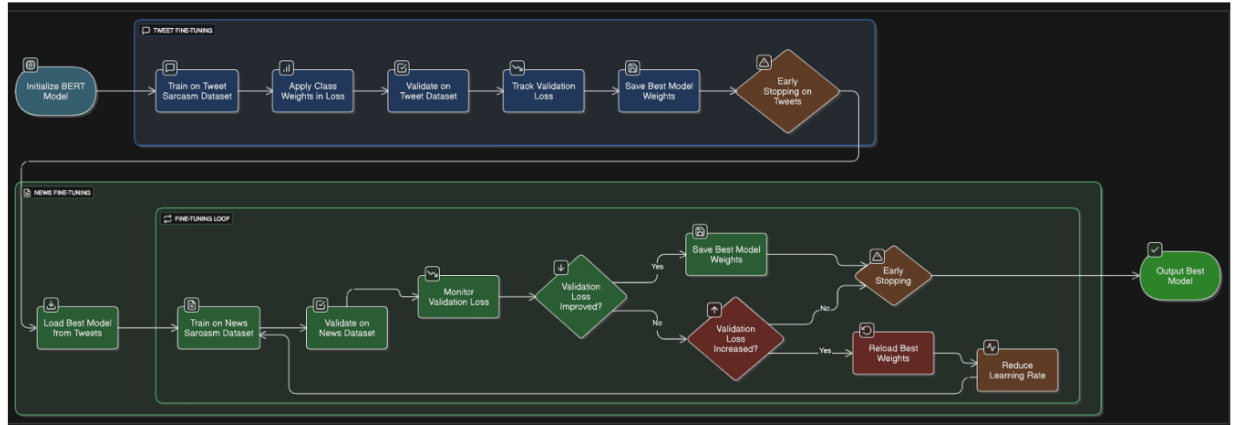 TWEET FINE-TUNING
Initialize BERT
Model
Train on Tweet
Sarcasm Dataset
Apply Class
Weights in Loss
Validate on
Tweet Dataset
Track Validation
Loss
Save Best Model
Weights
Early
Stopping on
Tweets
NEWS FINE-TUNING
FINE-TUNING LOOP
Load Best Model
from Tweets
Train on News
Sarcasm Dataset
Validate on
News Dataset
Monitor
Validation Loss
Validation
Loss
Improved?
Yes
No
Save Best Model
Weights
Validation
Loss
Increased?
No
Yes
Early
Stopping
Reload Best
Weights
Reduce
Learning Rate
Output Best
Model